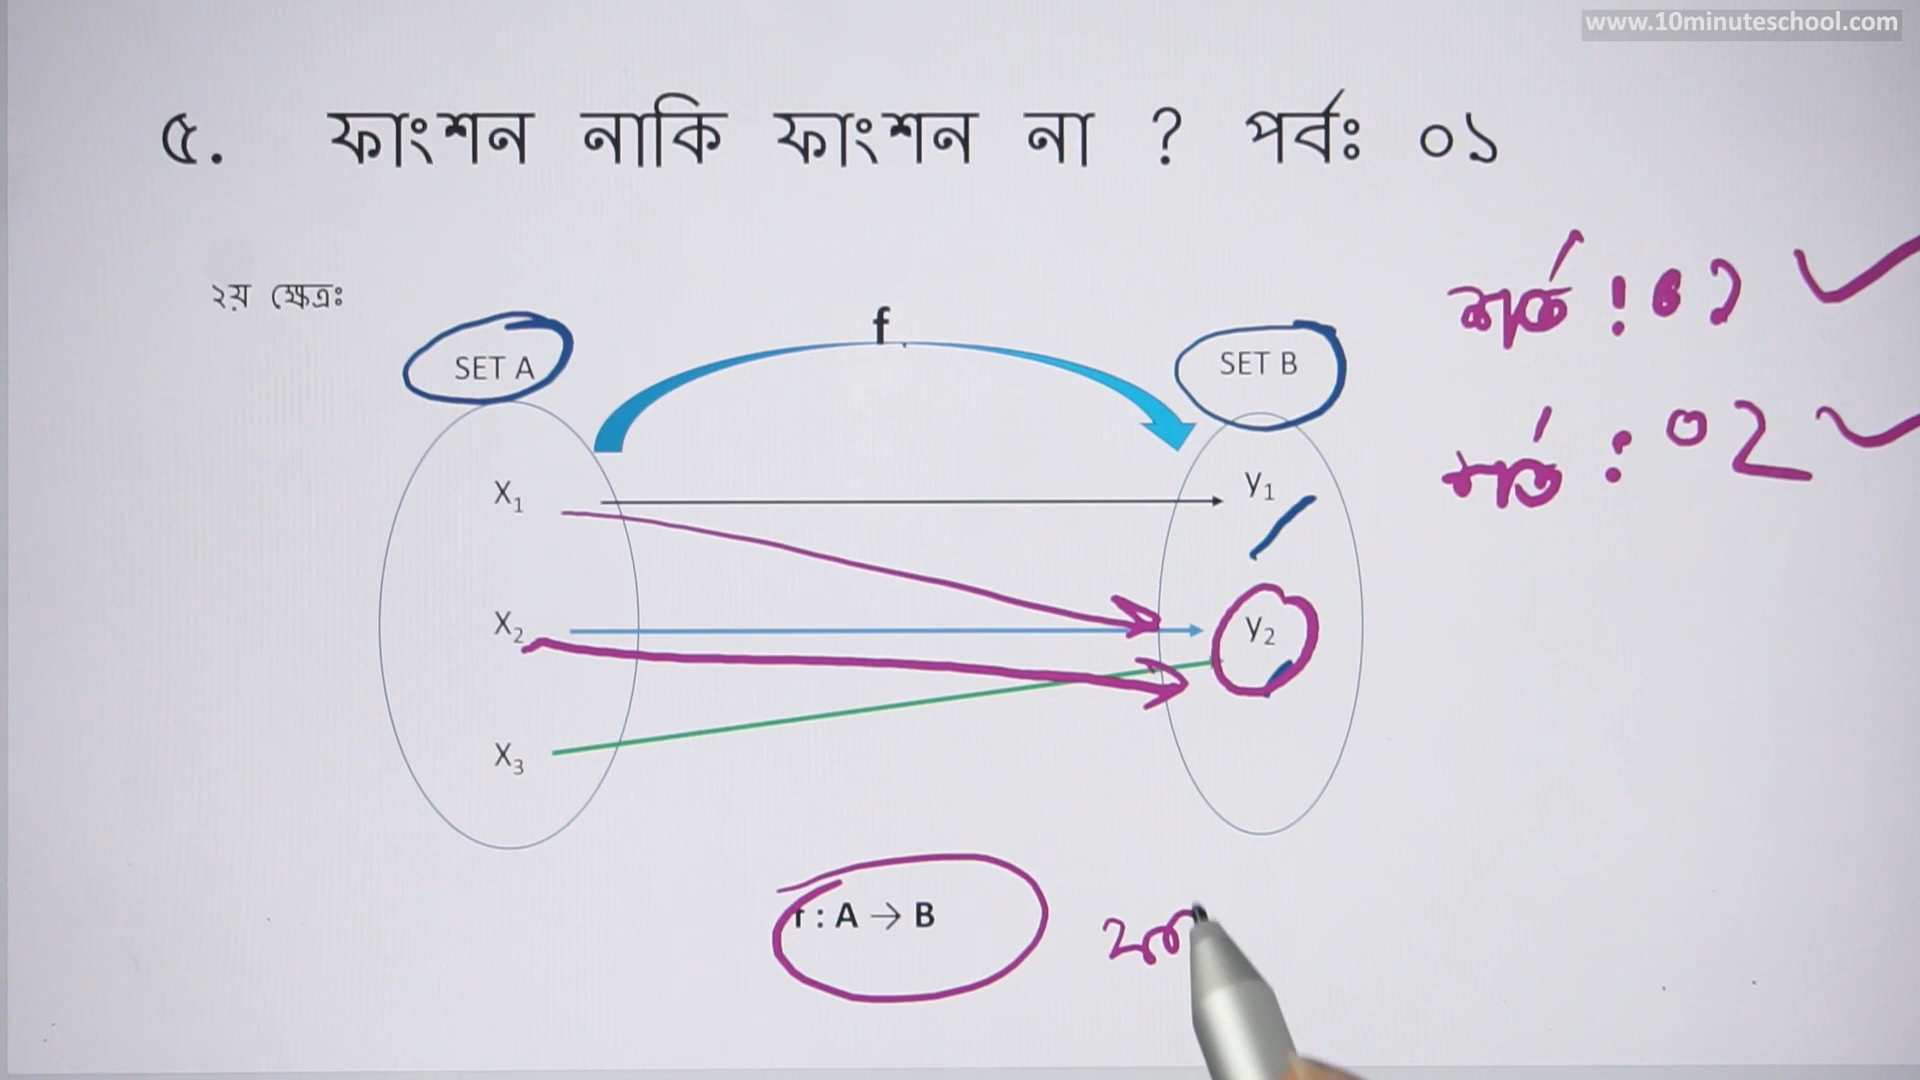 www.10minuteschool.com
৫. ফাংশন নাকি ফাংশন না ? পর্বঃ ০১
২য় ক্ষেত্রঃ
শর্ত : ০১
শর্ত : ০2
f
SET A
SET B
X₁
y₁
X₂
y₂
X₃
f : A → B